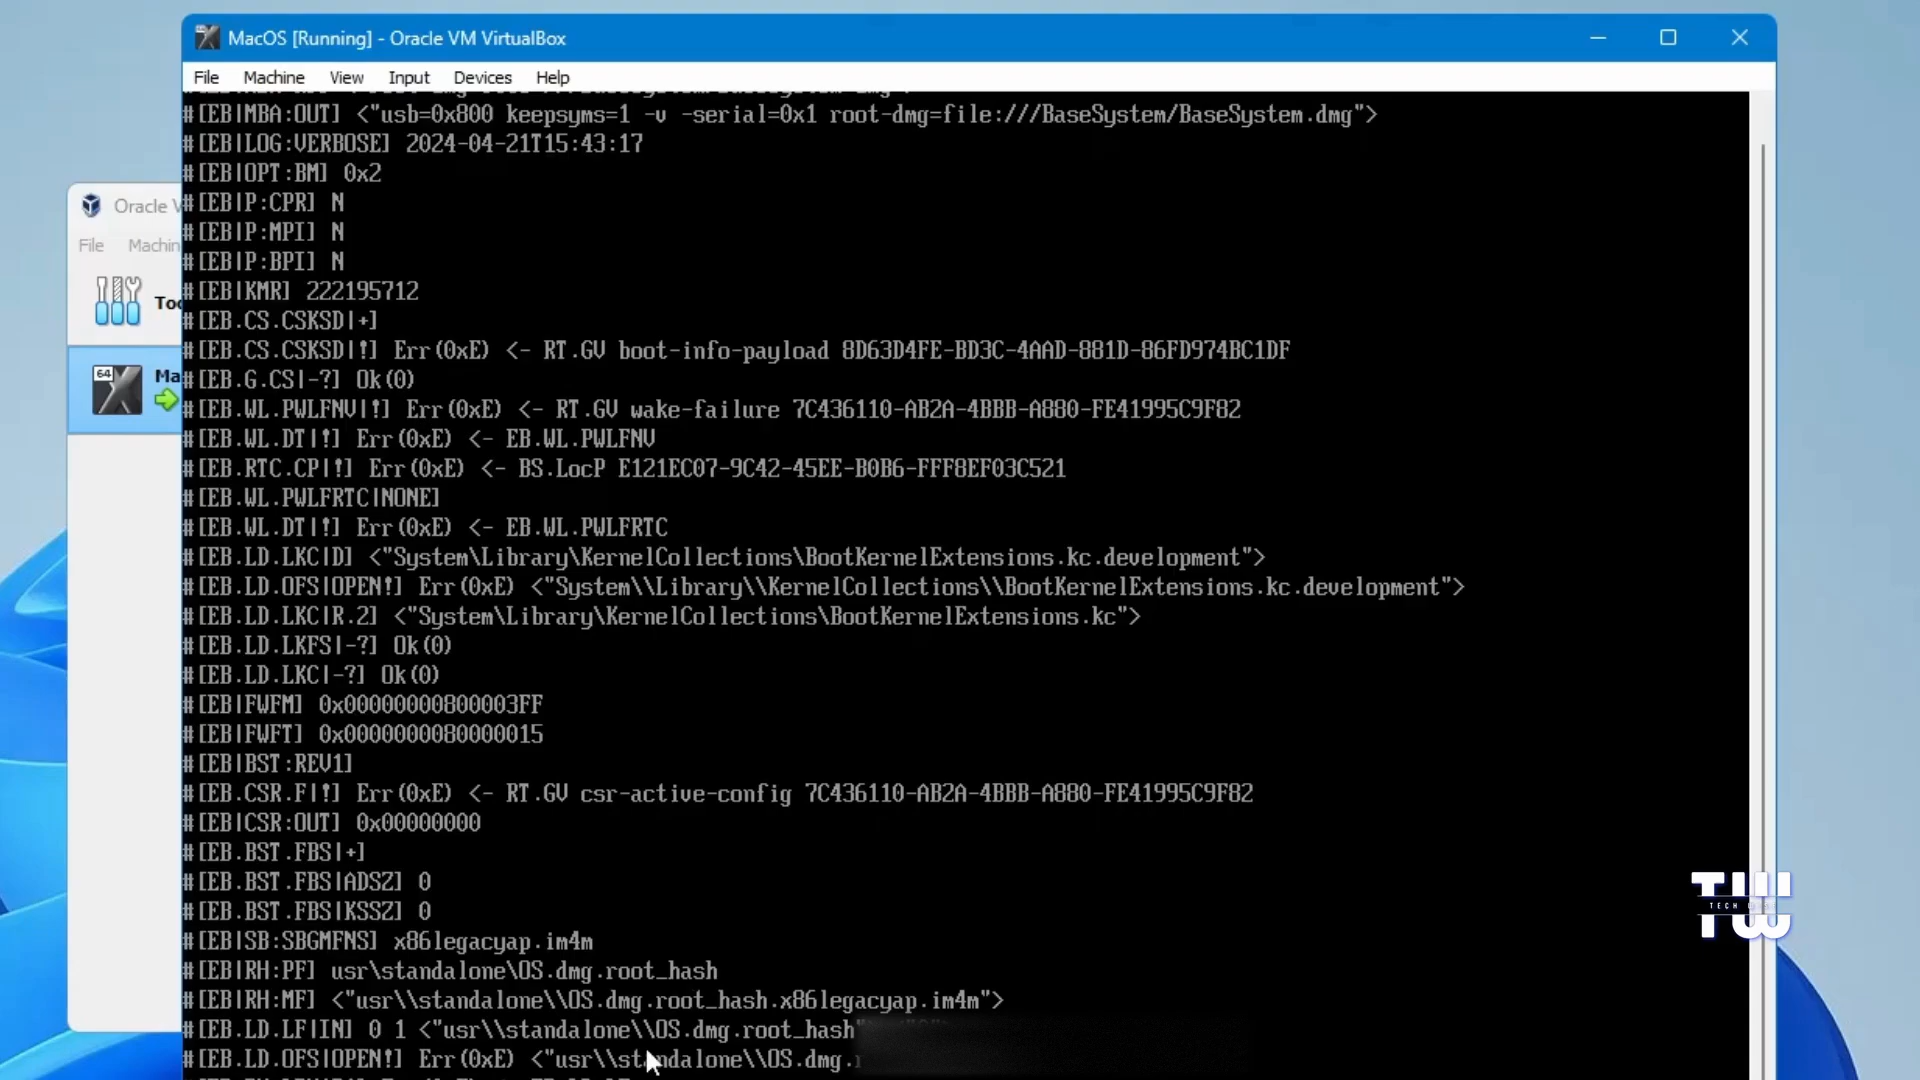 MacOS [Running] - Oracle VM VirtualBox
File Machine View Input Devices Help
#[EB|MBA:OUT] <"usb=0x800 keepsyms=1 -v -serial=0x1 root-dmg=file:///BaseSystem/BaseSystem.dmg">
#[EB|LOG:VERBOSE] 2024-04-21T15:43:17
#[EB|OPT:BM] 0x2
#[EB|P:CPR] N
#[EB|P:MPI] N
#[EB|P:BPI] N
#[EB|KMR] 222195712
#[EB.CS.CSKSD|+]
#[EB.CS.CSKSD|!] Err(0xE) <- RT.GV boot-info-payload 8D63D4FE-BD3C-4AAD-881D-86FD974BC1DF
#[EB.G.CS|-?] Ok(0)
#[EB.WL.PWLFNV|!] Err(0xE) <- RT.GV wake-failure 7C436110-AB2A-4BBB-A880-FE41995C9F82
#[EB.WL.DT|!] Err(0xE) <- EB.WL.PWLFNV
#[EB.RTC.CP|!] Err(0xE) <- BS.LocP E121EC07-9C42-45EE-B0B6-FFF8EF03C521
#[EB.WL.PWLFRTC|NONE]
#[EB.WL.DT|!] Err(0xE) <- EB.WL.PWLFRTC
#[EB.LD.LKC|D] <"System\Library\KernelCollections\BootKernelExtensions.kc.development">
#[EB.LD.OFS|OPEN!] Err(0xE) <"System\\Library\\KernelCollections\\BootKernelExtensions.kc.development">
#[EB.LD.LKC|R.2] <"System\Library\KernelCollections\BootKernelExtensions.kc">
#[EB.LD.LKFS|-?] Ok(0)
#[EB.LD.LKC|-?] Ok(0)
#[EB|FWFM] 0x00000000800003FF
#[EB|FWFT] 0x0000000080000015
#[EB|BST:REV1]
#[EB.CSR.F|!] Err(0xE) <- RT.GV csr-active-config 7C436110-AB2A-4BBB-A880-FE41995C9F82
#[EB|CSR:OUT] 0x00000000
#[EB.BST.FBS|+]
#[EB.BST.FBS|ADSZ] 0
#[EB.BST.FBS|KSSZ] 0
#[EB|SB:SBGMFNS] x86legacyap.im4m
#[EB|RH:PF] usr\standalone\OS.dmg.root_hash
#[EB|RH:MF] <"usr\\standalone\\OS.dmg.root_hash.x86legacyap.im4m">
#[EB.LD.LF|IN] 0 1 <"usr\\standalone\\OS.dmg.root_hash"
#[EB.LD.OFS|OPEN!] Err(0xE) <"usr\\standalone\\OS.dmg.
Oracle V
File Machin
Too
64
Ma
TW
TECH